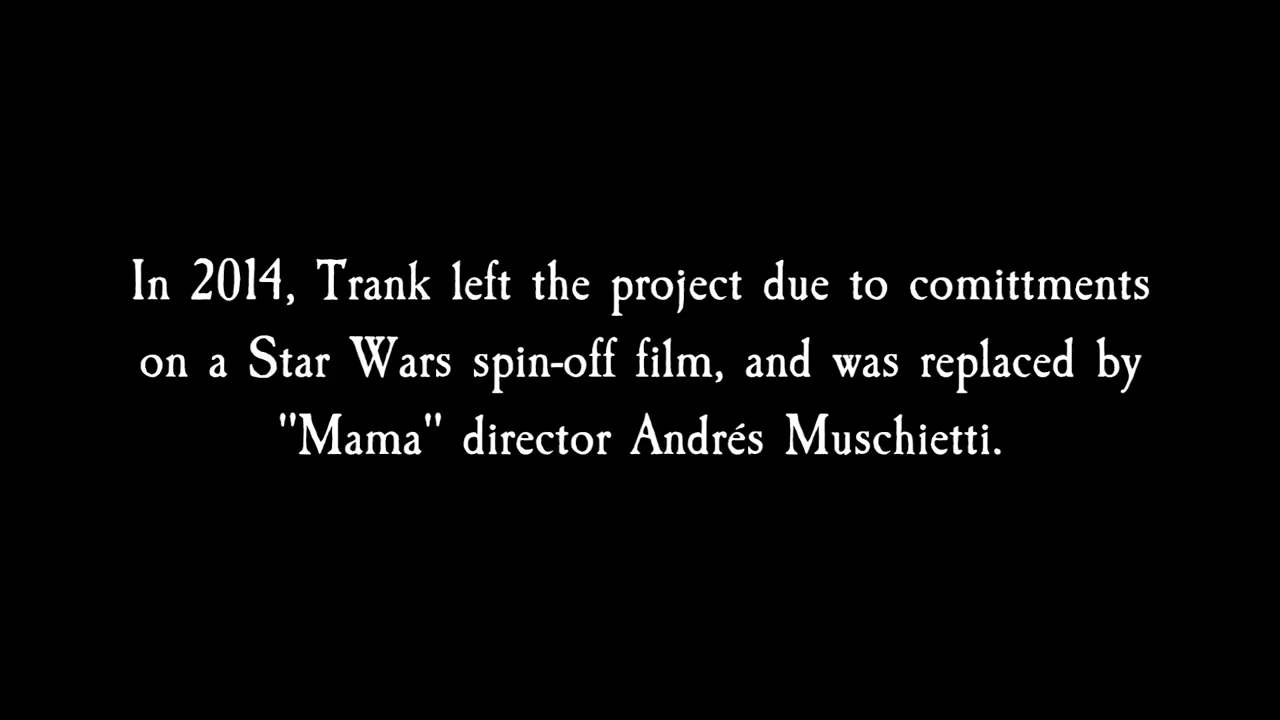 In 2014, Trank left the project due to comittments
on a Star Wars spin-off film, and was replaced by
"Mama" director Andrés Muschietti.